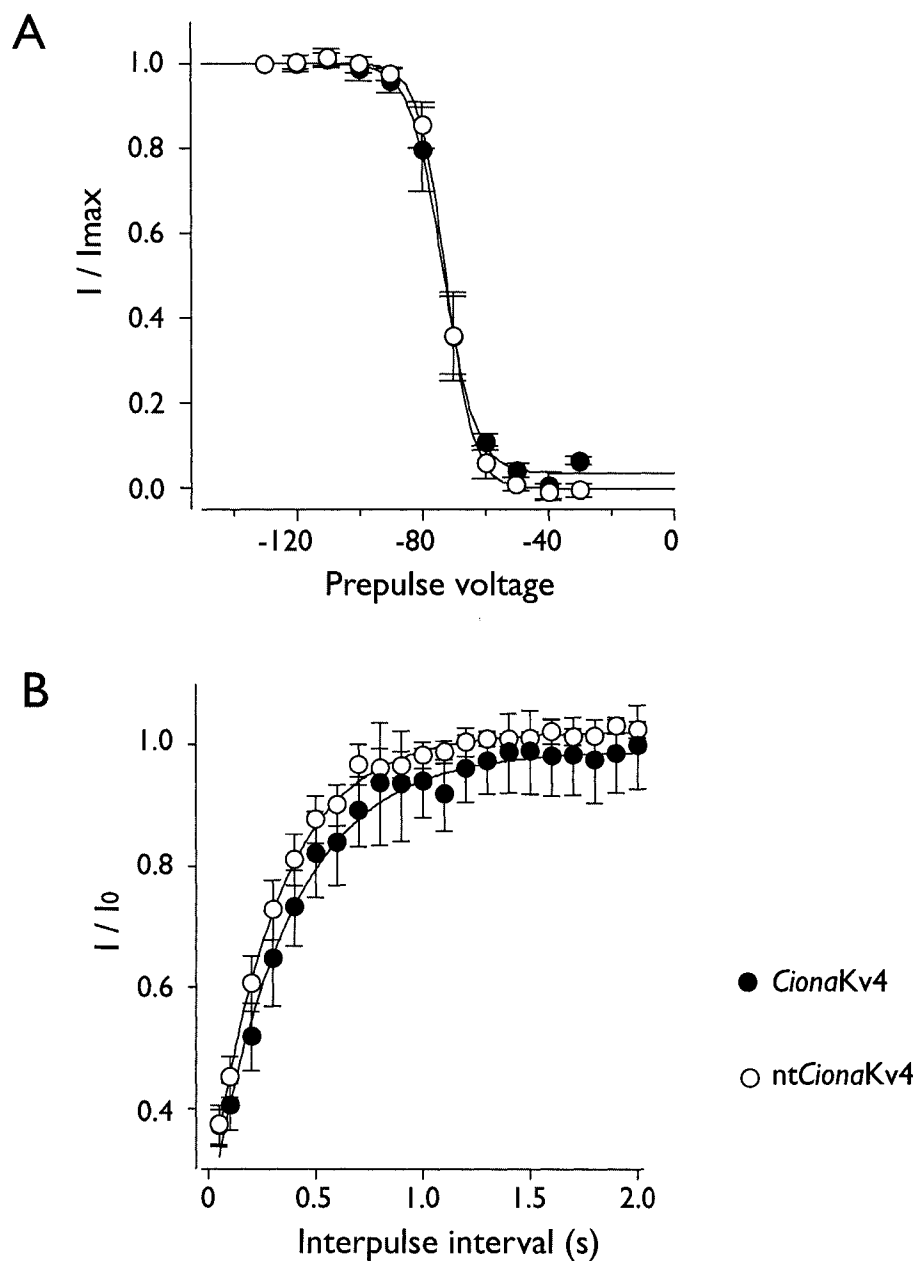 A
1.0
0.8
0.6
0.4
0.2
0.0
I / Imax
-120 -80 -40 0
Prepulse voltage
B
1.0
0.8
0.6
0.4
I / I0
0 0.5 1.0 1.5 2.0
Interpulse interval (s)
CionaKv4
ntCionaKv4